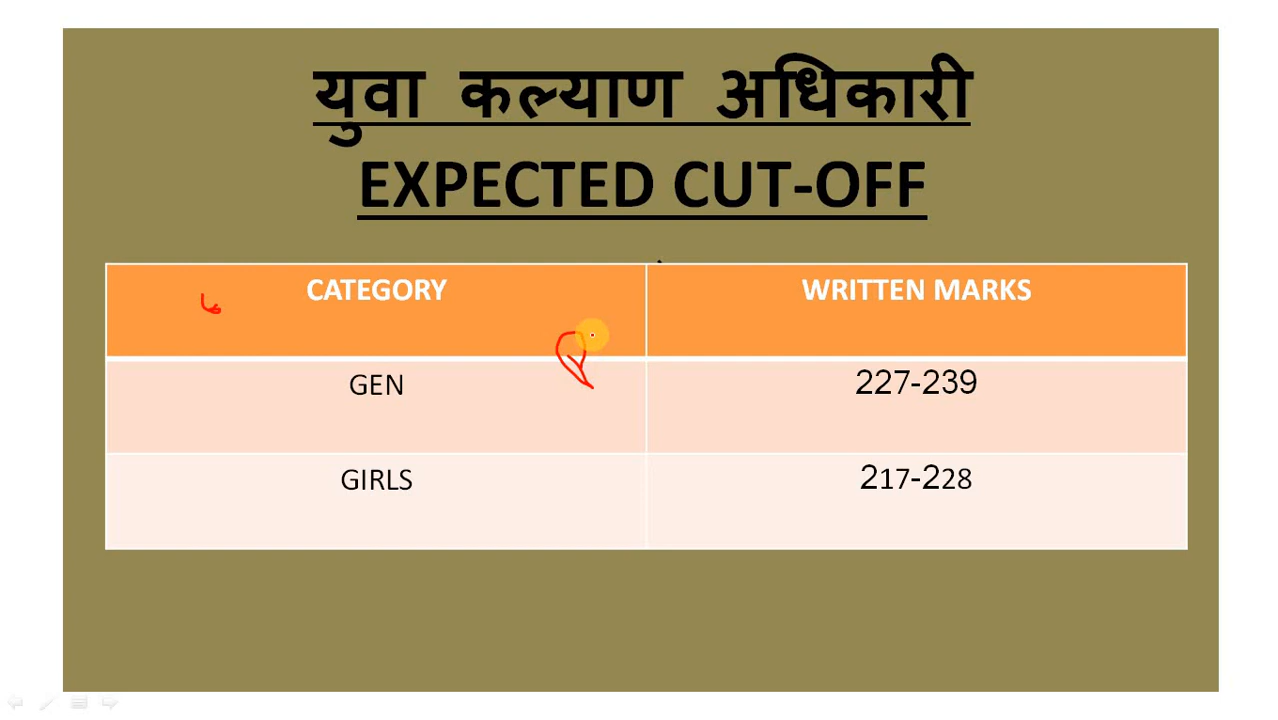 युवा कल्याण अधिकारी
EXPECTED CUT-OFF
CATEGORY WRITTEN MARKS
GEN 227-239
GIRLS 217-228